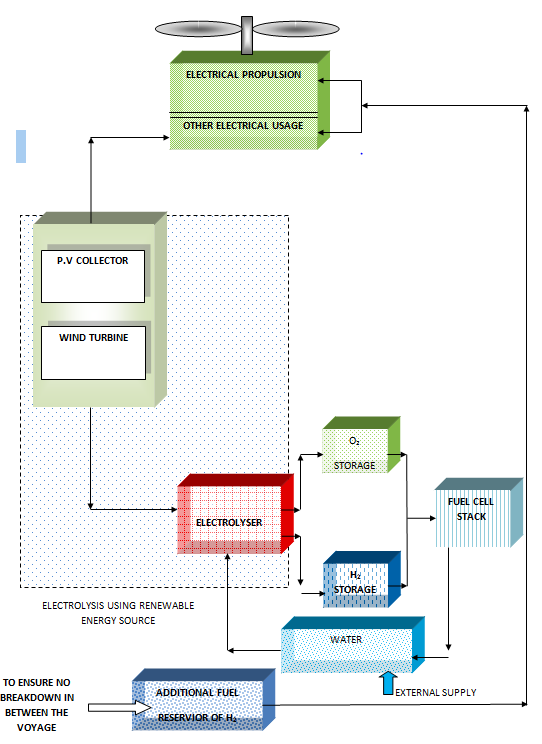 ELECTRICAL PROPULSION
OTHER ELECTRICAL USAGE
P.V COLLECTOR
WIND TURBINE
O₂
STORAGE
FUEL CELL
STACK
ELECTROLYSER
H₂
STORAGE
ELECTROLYSIS USING RENEWABLE
ENERGY SOURCE
WATER
EXTERNAL SUPPLY
TO ENSURE NO
BREAKDOWN IN
BETWEEN THE
VOYAGE
ADDITIONAL FUEL
RESERVIOR OF H₂